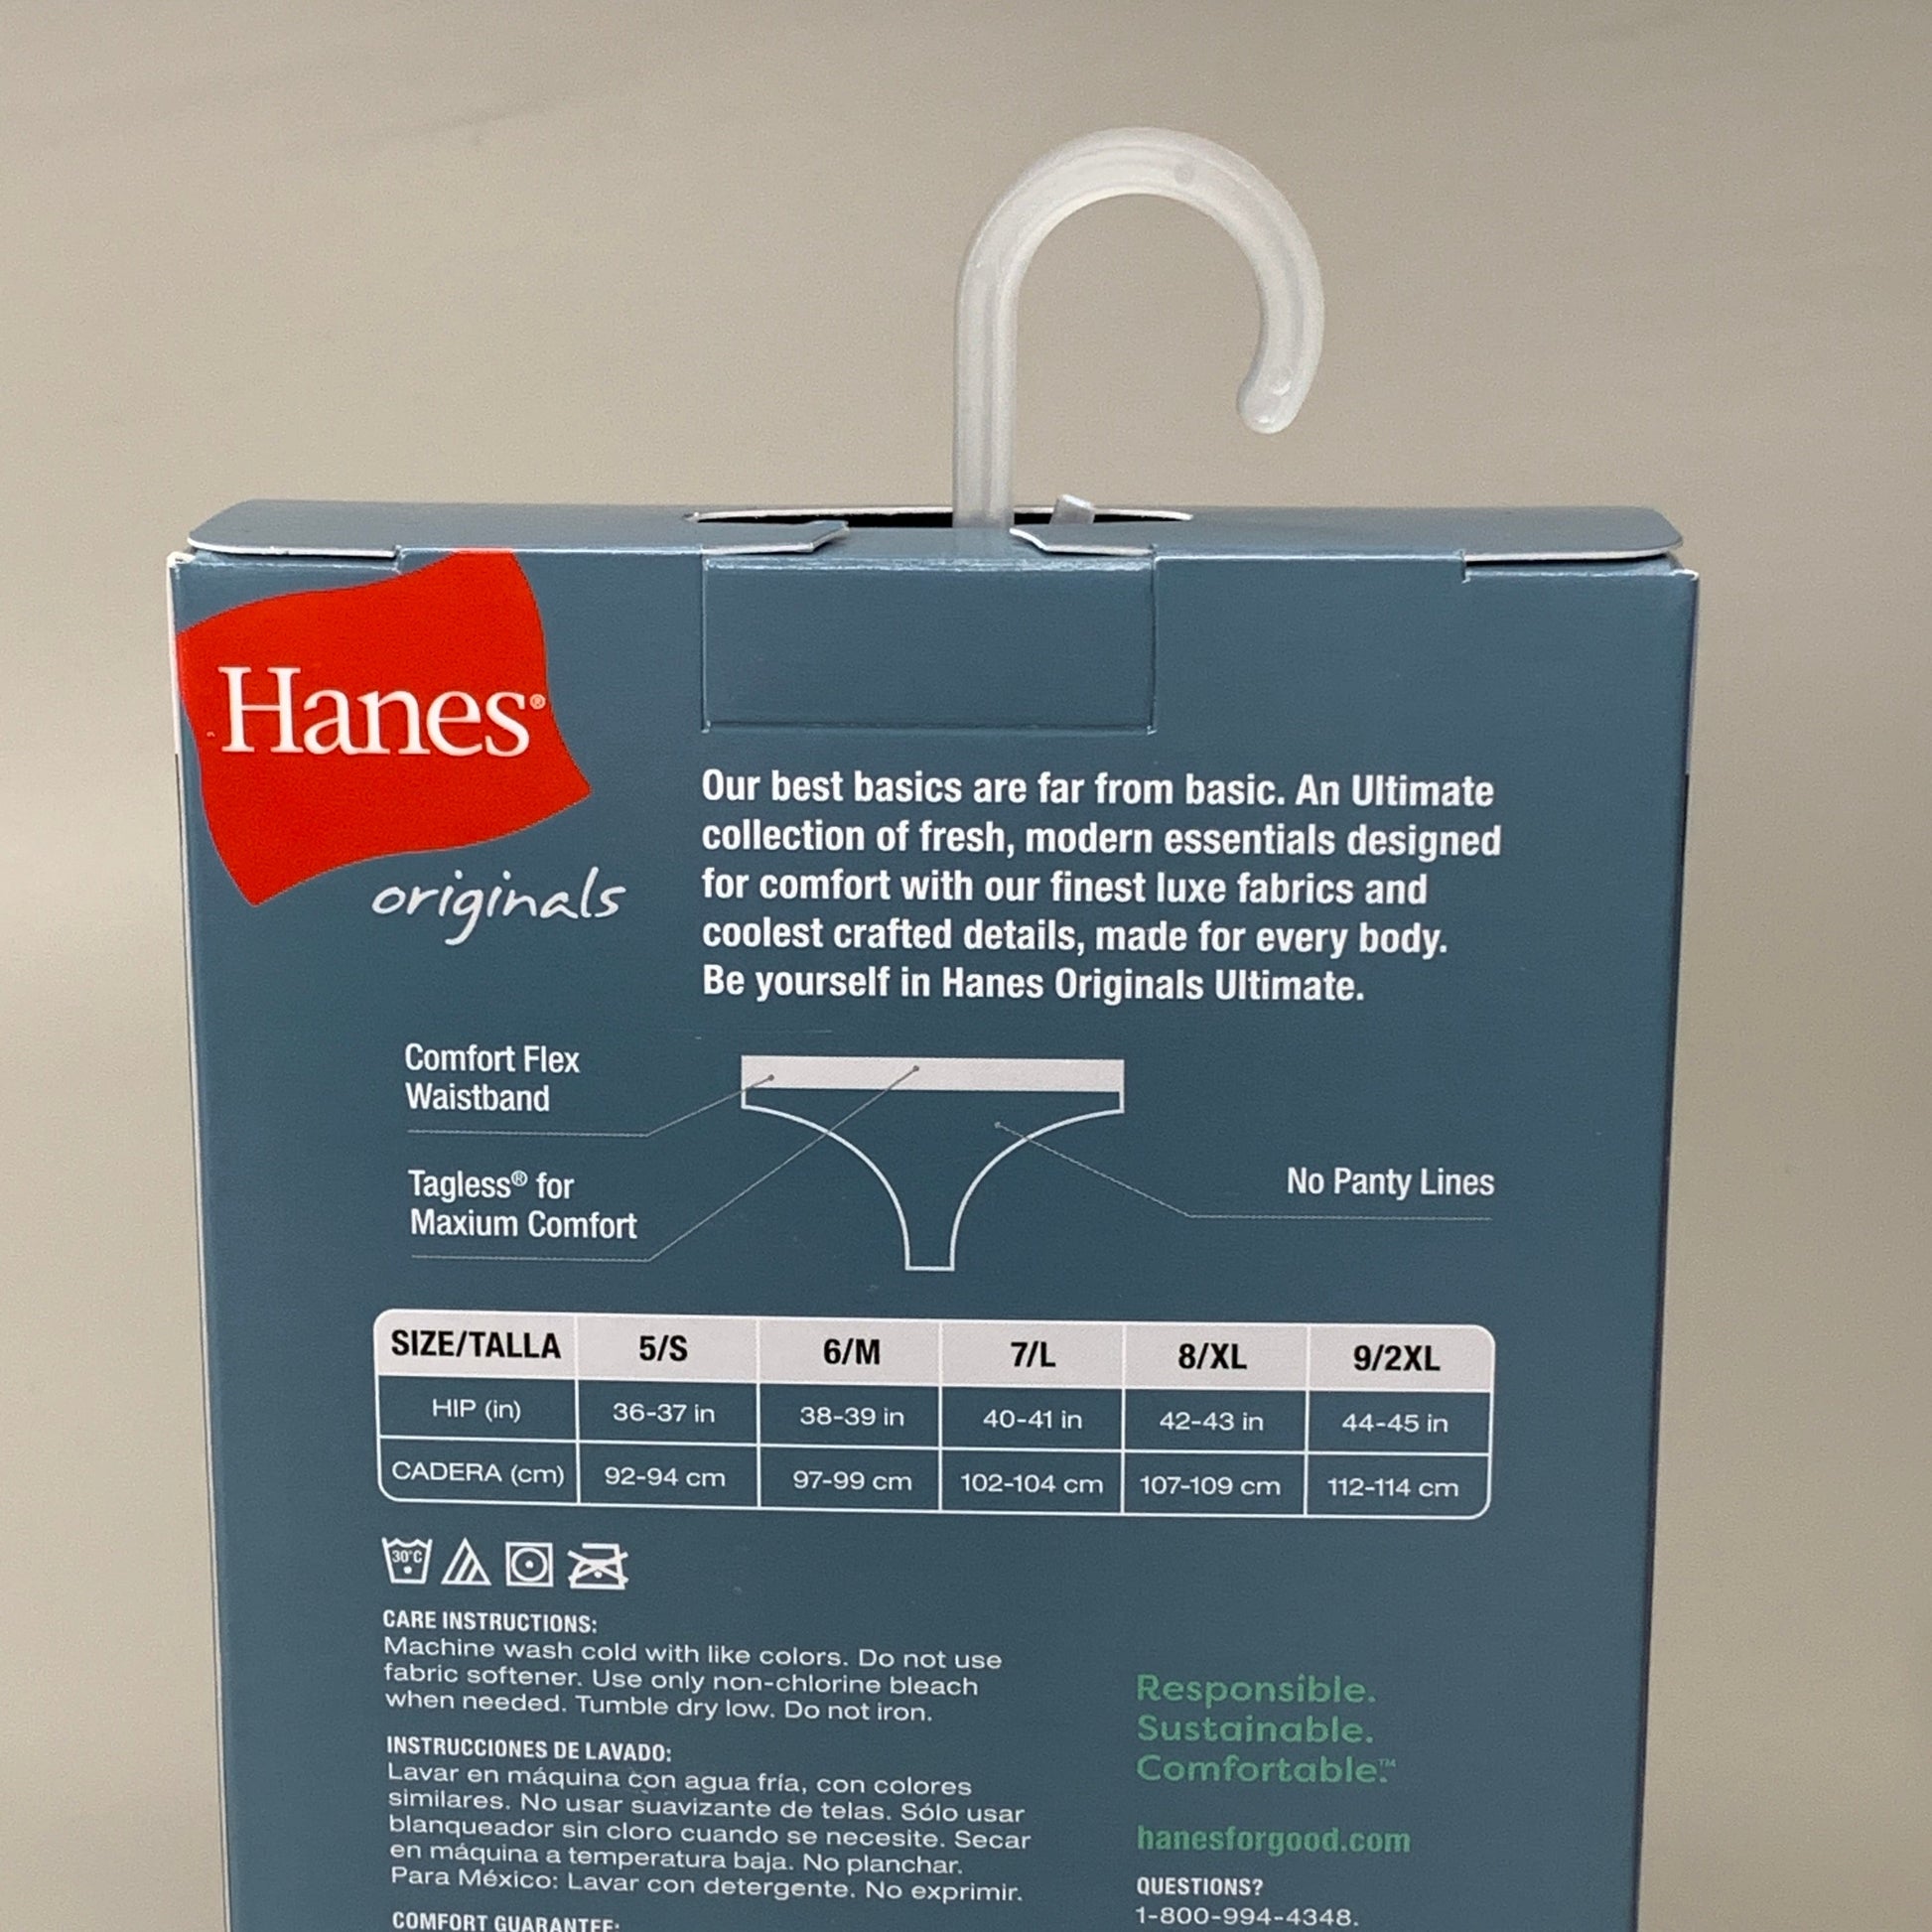 Hanes®
originals
Our best basics are far from basic. An Ultimate
collection of fresh, modern essentials designed
for comfort with our finest luxe fabrics and
coolest crafted details, made for every body.
Be yourself in Hanes Originals Ultimate.
Comfort Flex
Waistband
Tagless® for
Maxium Comfort
No Panty Lines
SIZE/TALLA 5/S 6/M 7/L 8/XL 9/2XL
HIP (in) 36-37 in 38-39 in 40-41 in 42-43 in 44-45 in
CADERA (cm) 92-94 cm 97-99 cm 102-104 cm 107-109 cm 112-114 cm
30°C
CARE INSTRUCTIONS:
Machine wash cold with like colors. Do not use
fabric softener. Use only non-chlorine bleach
when needed. Tumble dry low. Do not iron.
INSTRUCCIONES DE LAVADO:
Lavar en máquina con agua fría, con colores
similares. No usar suavizante de telas. Sólo usar
blanqueador sin cloro cuando se necesite. Secar
en máquina a temperatura baja. No planchar.
Para México: Lavar con detergente. No exprimir.
COMFORT GUARANTEE:
Responsible.
Sustainable.
Comfortable.™
hanesforgood.com
QUESTIONS?
1-800-994-4348.